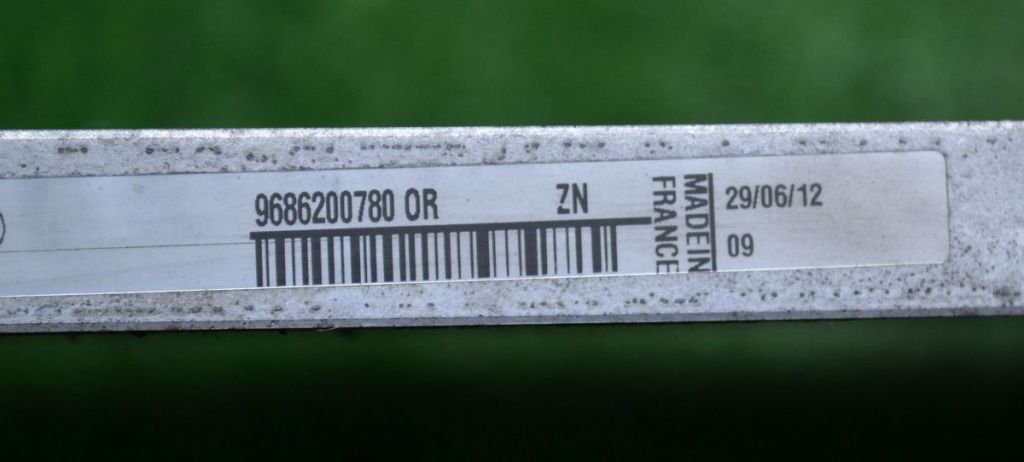 9686200780 OR ZN
MADE IN
FRANCE
29/06/12
09